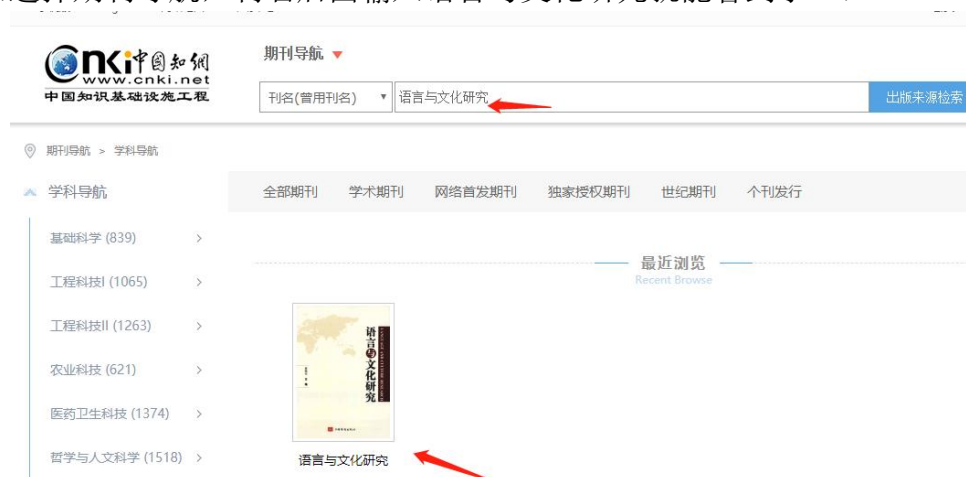 中国知网
www.cnki.net
中国知识基础设施工程
期刊导航
刊名(曾用刊名) 语言与文化研究 出版来源检索
期刊导航 > 学科导航
学科导航
全部期刊 学术期刊 网络首发期刊 独家授权期刊 世纪期刊 个刊发行
基础科学 (839)
工程科技I (1065)
工程科技II (1263)
农业科技 (621)
医药卫生科技 (1374)
哲学与人文科学 (1518)
最近浏览
Recent Browse
语言与文化研究
语言与文化研究